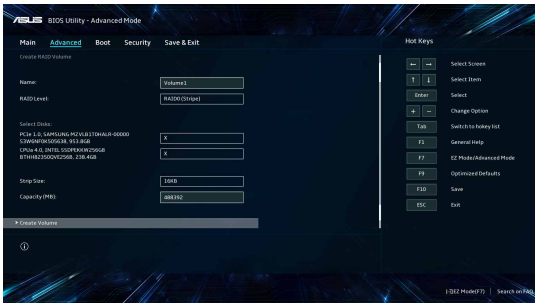 ASUS BIOS Utility - Advanced Mode
Main Advanced Boot Security Save & Exit
Hot Keys
Create RAID Volume
Name: Volume1
RAID Level: RAID0 (Stripe)
Select Disks:
PCIe 1.0, SAMSUNG MZVLB1T0HALR-00000
S3W6NF0K505638, 953.8GB
X
CPUa 4.0, INTEL SSDPEKKW256G8
BTHH82350QVE256B, 238.4GB
X
Strip Size: 16KB
Capacity (MB): 488392
Create Volume
← → Select Screen
↑ ↓ Select Item
Enter Select
+ − Change Option
Tab Switch to hokey list
F1 General Help
F7 EZ Mode/Advanced Mode
F9 Optimized Defaults
F10 Save
ESC Exit
EZ Mode(F7) | Search on FAQ